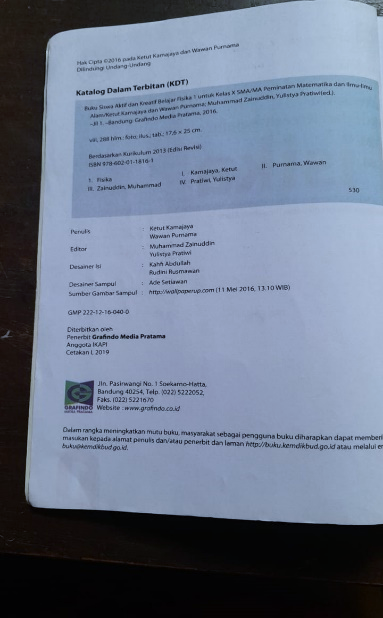 Hak Cipta ©2016 pada Ketut Kamajaya dan Wawan Purnama
Dilindungi Undang-Undang
Katalog Dalam Terbitan (KDT)
Buku Siswa Aktif dan Kreatif Belajar Fisika 1 untuk Kelas X SMA/MA Peminatan Matematika dan Ilmu-Ilmu
Alam/Ketut Kamajaya dan Wawan Purnama; Muhammad Zainuddin, Yulistya Pratiwi(ed.).
–Jil 1. –Bandung: Grafindo Media Pratama, 2016.
viii, 288 hlm.: foto; ilus.; tab.; 17,6 × 25 cm
Berdasarkan Kurikulum 2013 (Edisi Revisi)
ISBN 978-602-01-1816-1
1. Fisika I. Kamajaya, Ketut II. Purnama, Wawan
III. Zainuddin, Muhammad IV. Pratiwi, Yulistya
530
Penulis : Ketut Kamajaya
Wawan Purnama
Editor : Muhammad Zainuddin
Yulistya Pratiwi
Desainer Isi : Kahfi Abdullah
Rudini Rusmawan
Desainer Sampul : Ade Setiawan
Sumber Gambar Sampul : http://wallpaperup.com (11 Mei 2016, 13.10 WIB)
GMP 222-12-16-040-0
Diterbitkan oleh
Penerbit Grafindo Media Pratama
Anggota IKAPI
Cetakan I, 2019
Jln. Pasirwangi No. 1 Soekarno-Hatta,
Bandung 40254, Telp. (022) 5222052,
Faks. (022) 5221670
Website : www.grafindo.co.id
GRAFINDO
MEDIA PRATAMA
Dalam rangka meningkatkan mutu buku, masyarakat sebagai pengguna buku diharapkan dapat memberi
masukan kepada alamat penulis dan/atau penerbit dan laman http://buku.kemdikbud.go.id atau melalui e
buku@kemdikbud.go.id.